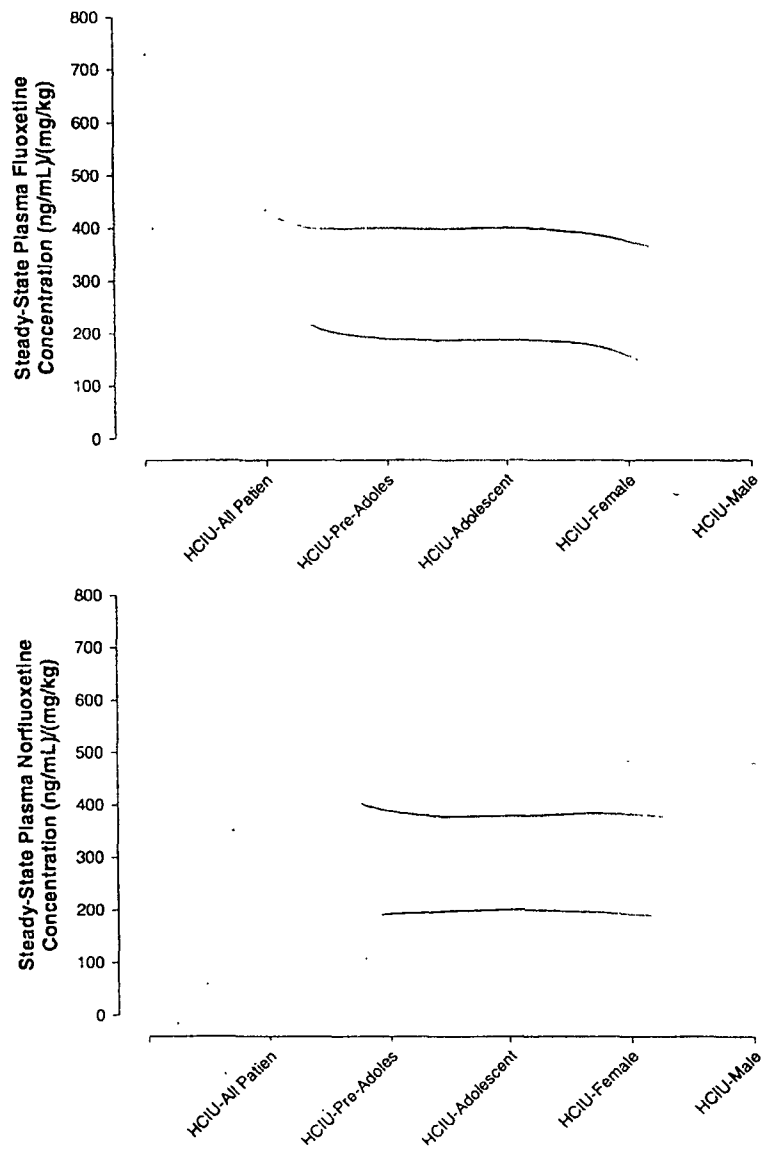 Steady-State Plasma Fluoxetine
Concentration (ng/mL)/(mg/kg)
800
700
600
500
400
300
200
100
0
HCIU-All Patien
HCIU-Pre-Adoles
HCIU-Adolescent
HCIU-Female
HCIU-Male
Steady-State Plasma Norfluoxetine
Concentration (ng/mL)/(mg/kg)
800
700
600
500
400
300
200
100
0
HCIU-All Patien
HCIU-Pre-Adoles
HCIU-Adolescent
HCIU-Female
HCIU-Male